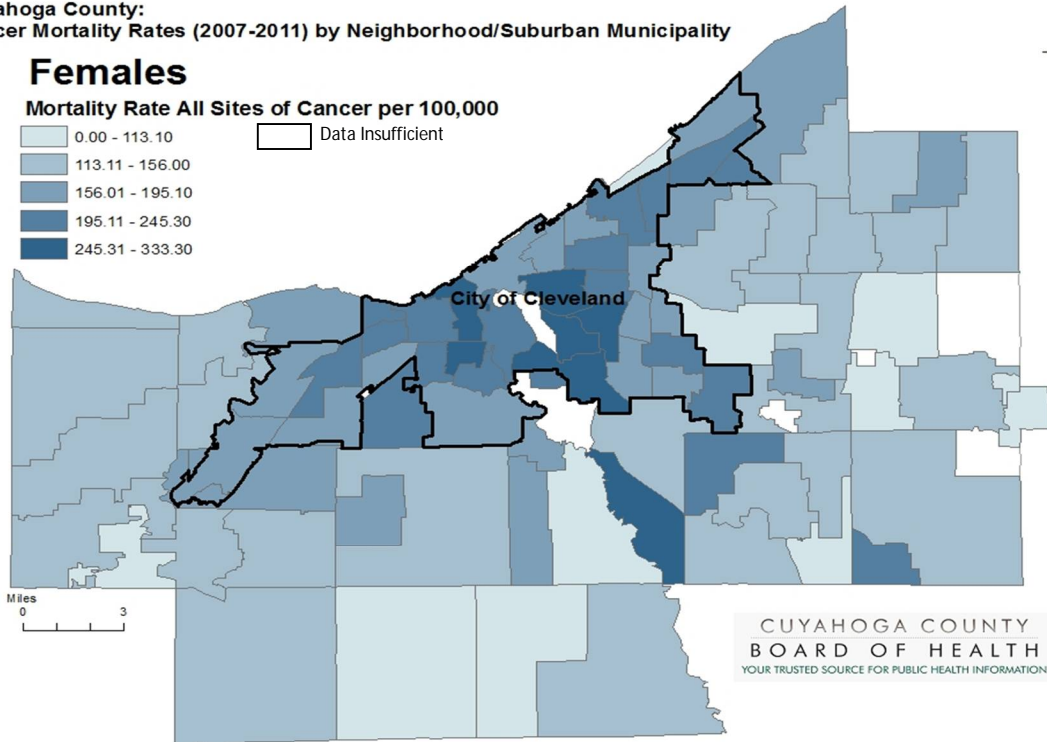 ahoga County:
cer Mortality Rates (2007-2011) by Neighborhood/Suburban Municipality
Females
Mortality Rate All Sites of Cancer per 100,000
0.00 - 113.10
Data Insufficient
113.11 - 156.00
156.01 - 195.10
195.11 - 245.30
245.31 - 333.30
City of Cleveland
Miles
0 3
CUYAHOGA COUNTY
BOARD OF HEALTH
YOUR TRUSTED SOURCE FOR PUBLIC HEALTH INFORMATION